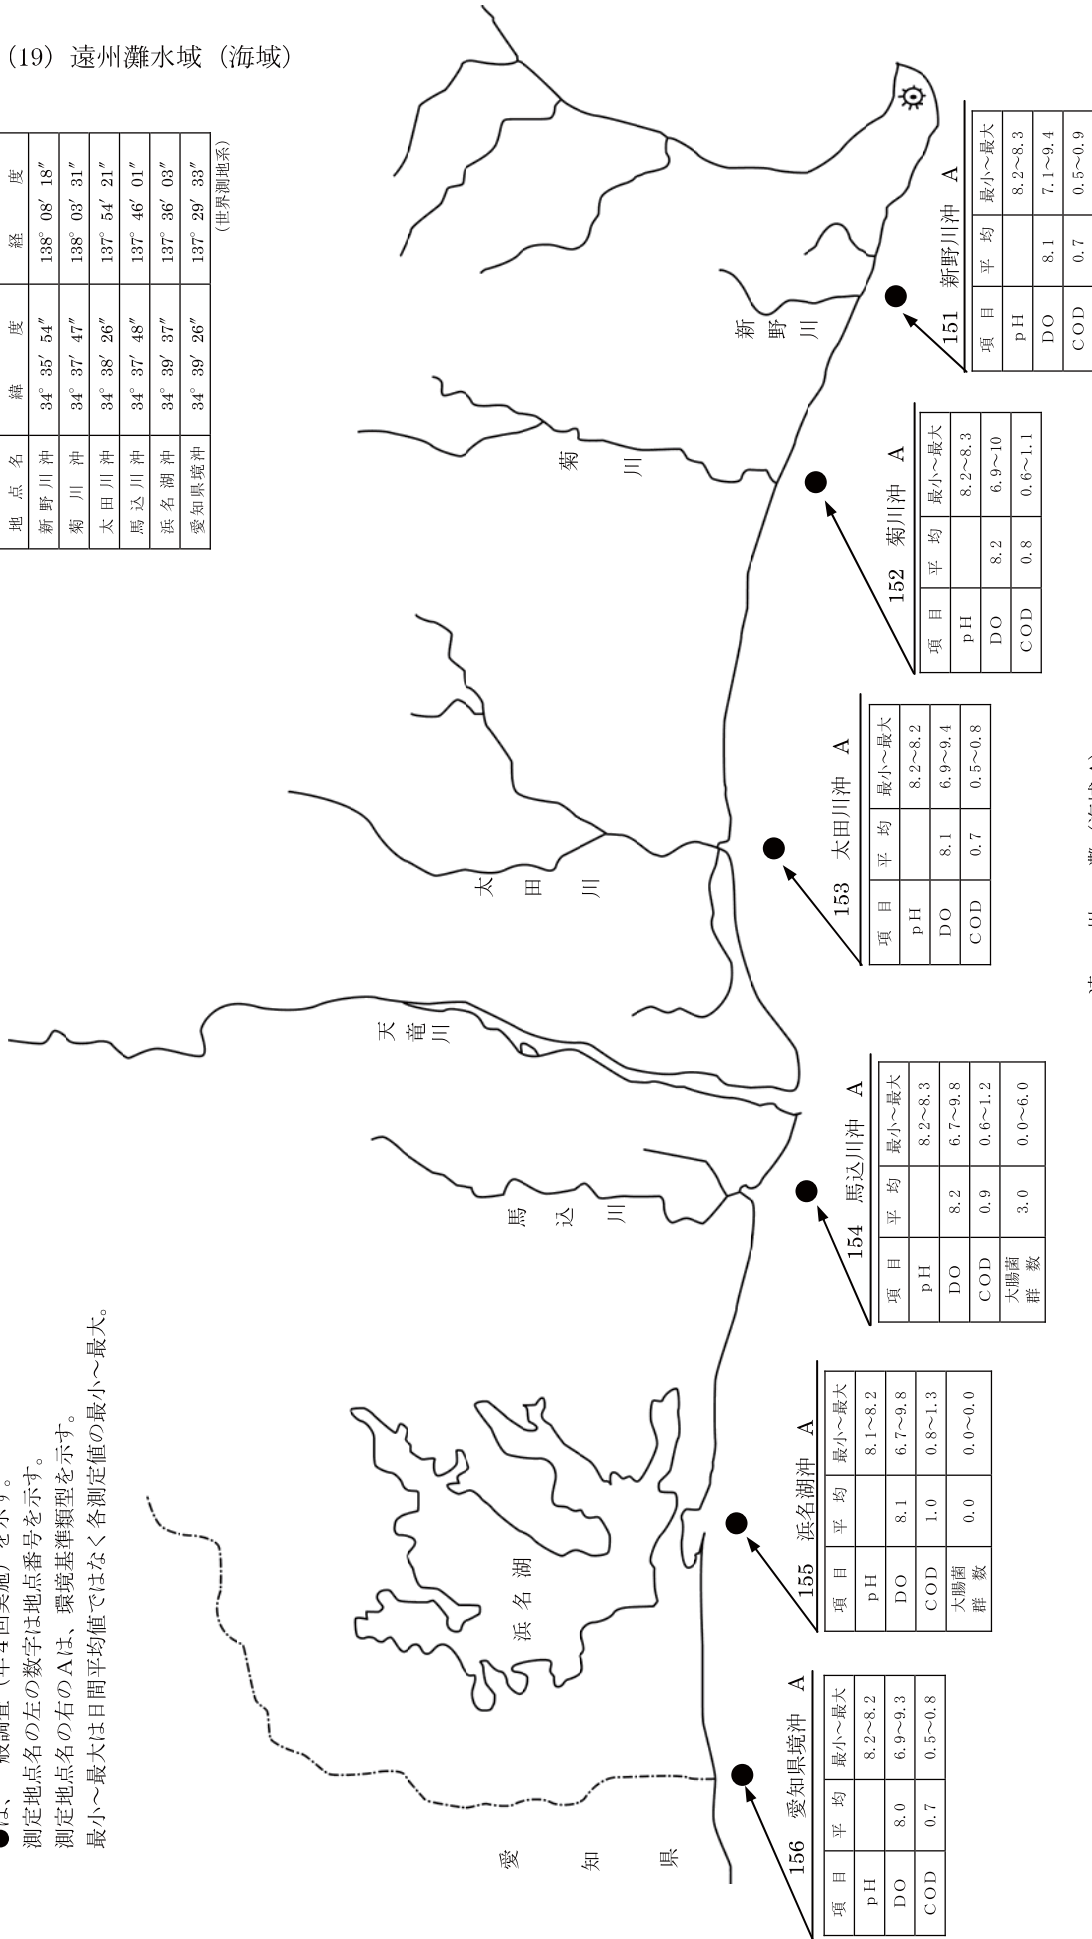 (19) 遠州灘水域 (海域)
地点名 緯度 経度
新野川沖 34° 35′ 54″ 138° 08′ 18″
菊川沖 34° 37′ 47″ 138° 03′ 31″
太田川沖 34° 38′ 26″ 137° 54′ 21″
馬込川沖 34° 37′ 48″ 137° 46′ 01″
浜名湖沖 34° 39′ 37″ 137° 36′ 03″
愛知県境沖 34° 39′ 26″ 137° 29′ 33″
(世界測地系)
●は、一般調査（年4回実施）を示す。
測定地点名の左の数字は地点番号を示す。
測定地点名の右のAは、環境基準類型を示す。
最小～最大は日間平均値ではなく各測定値の最小～最大。
愛知県
浜名湖
馬込川
天竜川
太田川
菊川
新野川
156 愛知県境沖 A
項目 平均 最小～最大
pH 8.2～8.2
DO 8.0 6.9～9.3
COD 0.7 0.5～0.8
155 浜名湖沖 A
項目 平均 最小～最大
pH 8.1～8.2
DO 8.1 6.7～9.8
COD 1.0 0.8～1.3
大腸菌群数 0.0 0.0～0.0
154 馬込川沖 A
項目 平均 最小～最大
pH 8.2～8.3
DO 8.2 6.7～9.8
COD 0.9 0.6～1.2
大腸菌群数 3.0 0.0～6.0
153 太田川沖 A
項目 平均 最小～最大
pH 8.2～8.2
DO 8.1 6.9～9.4
COD 0.7 0.5～0.8
152 菊川沖 A
項目 平均 最小～最大
pH 8.2～8.3
DO 8.2 6.9～10
COD 0.8 0.6～1.1
151 新野川沖 A
項目 平均 最小～最大
pH 8.2～8.3
DO 8.1 7.1～9.4
COD 0.7 0.5～0.9